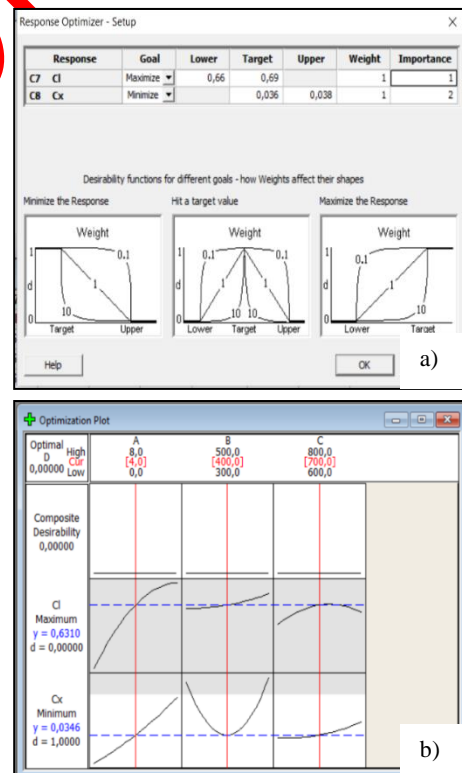 Response Optimizer - Setup
Response Goal Lower Target Upper Weight Importance
C7 Cl Maximize 0,66 0,69 1 1
C8 Cx Minimize 0,036 0,038 1 2
Desirability functions for different goals - how Weights affect their shapes
Minimize the Response Hit a target value Maximize the Response
Weight Weight Weight
1 0.1 1 0.1 0.1 1 0.1
d 1 d 1 1 d 1
0 10 0 10 10 0 10
Target Upper Lower Target Upper Lower Target
Help OK a)
Optimization Plot
Optimal
D
0,00000
High
Cur
Low
A
8,0
[4,0]
0,0
B
500,0
[400,0]
300,0
C
800,0
[700,0]
600,0
Composite
Desirability
0,00000
Cl
Maximum
y = 0,6310
d = 0,00000
Cx
Minimum
y = 0,0346
d = 1,0000
b)